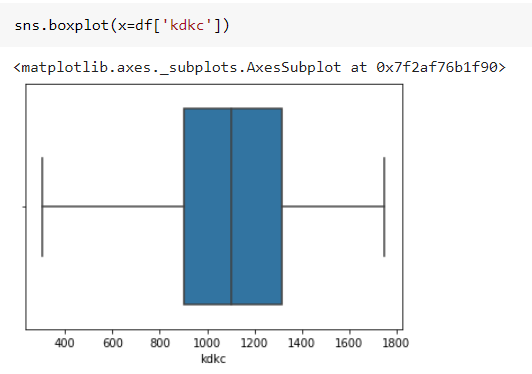 sns.boxplot(x=df['kdkc'])
<matplotlib.axes._subplots.AxesSubplot at 0x7f2af76b1f90>
400 600 800 1000 1200 1400 1600 1800
kdkc